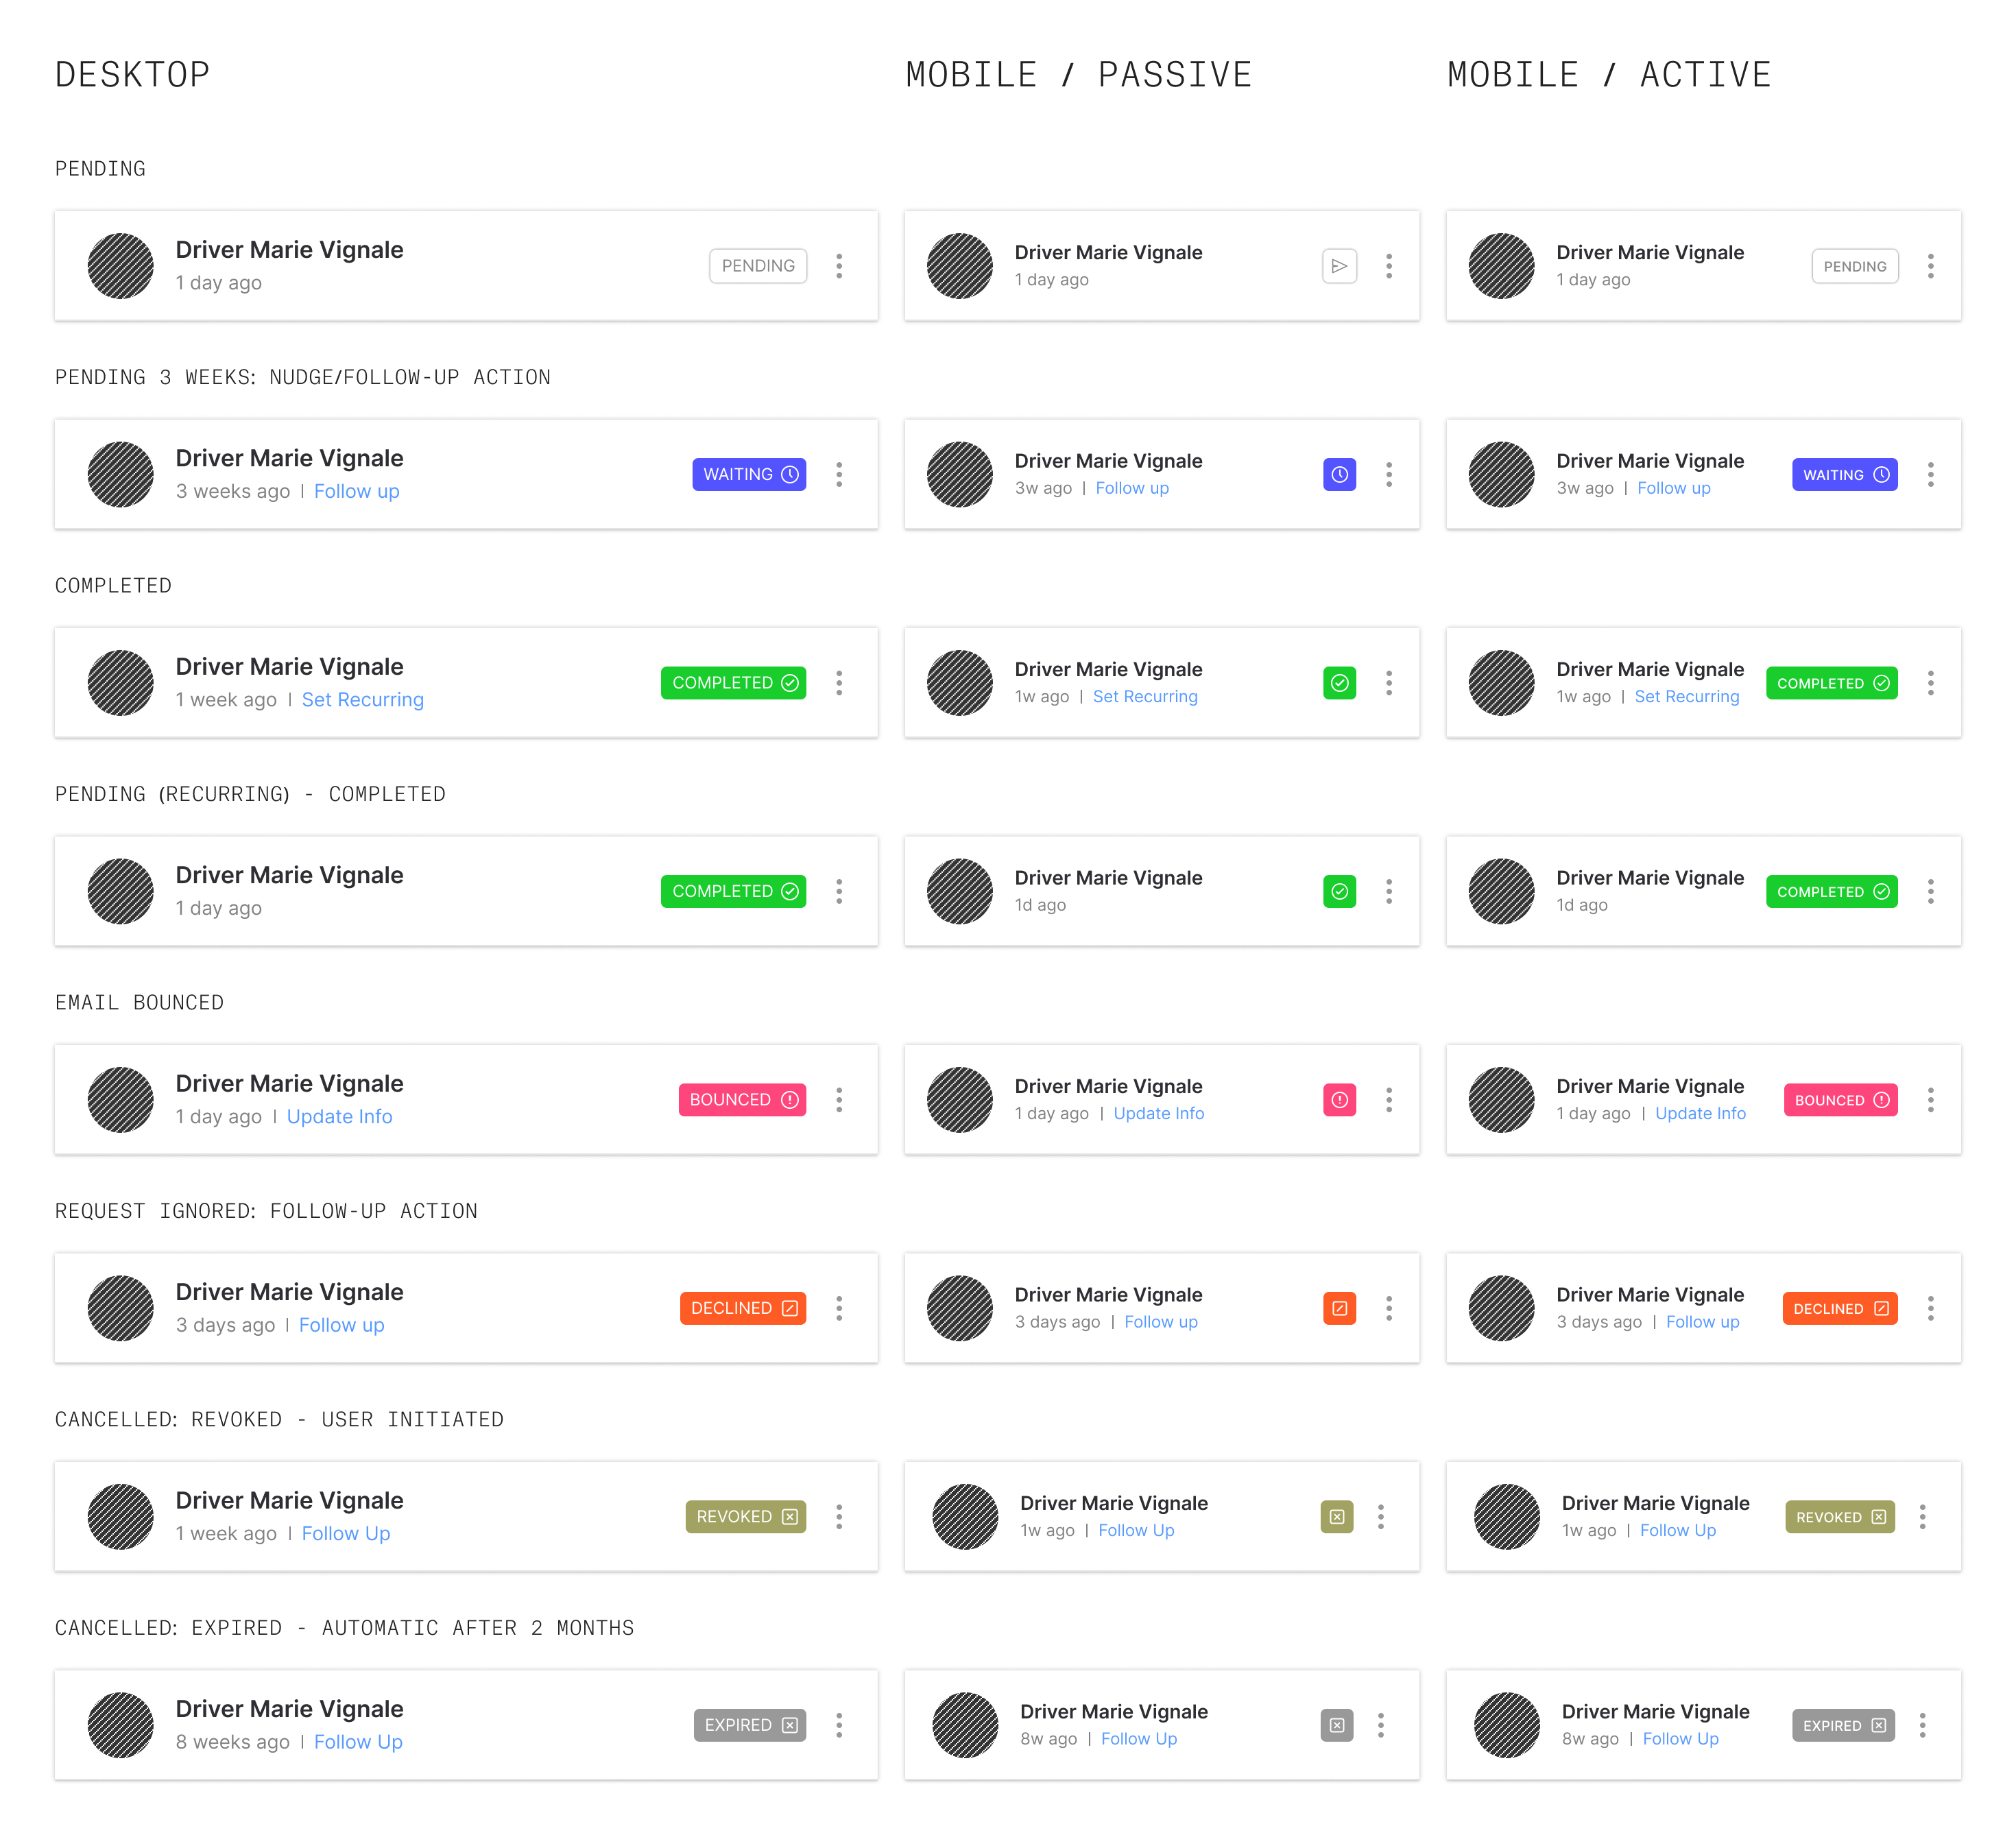 DESKTOP
MOBILE / PASSIVE
MOBILE / ACTIVE
PENDING
Driver Marie Vignale
1 day ago
PENDING
Driver Marie Vignale
1 day ago
Driver Marie Vignale
1 day ago
PENDING
PENDING 3 WEEKS: NUDGE/FOLLOW-UP ACTION
Driver Marie Vignale
3 weeks ago | Follow up
WAITING
Driver Marie Vignale
3w ago | Follow up
Driver Marie Vignale
3w ago | Follow up
WAITING
COMPLETED
Driver Marie Vignale
1 week ago | Set Recurring
COMPLETED
Driver Marie Vignale
1w ago | Set Recurring
Driver Marie Vignale
1w ago | Set Recurring
COMPLETED
PENDING (RECURRING) - COMPLETED
Driver Marie Vignale
1 day ago
COMPLETED
Driver Marie Vignale
1d ago
Driver Marie Vignale
1d ago
COMPLETED
EMAIL BOUNCED
Driver Marie Vignale
1 day ago | Update Info
BOUNCED
Driver Marie Vignale
1 day ago | Update Info
Driver Marie Vignale
1 day ago | Update Info
BOUNCED
REQUEST IGNORED: FOLLOW-UP ACTION
Driver Marie Vignale
3 days ago | Follow up
DECLINED
Driver Marie Vignale
3 days ago | Follow up
Driver Marie Vignale
3 days ago | Follow up
DECLINED
CANCELLED: REVOKED - USER INITIATED
Driver Marie Vignale
1 week ago | Follow Up
REVOKED
Driver Marie Vignale
1w ago | Follow Up
Driver Marie Vignale
1w ago | Follow Up
REVOKED
CANCELLED: EXPIRED - AUTOMATIC AFTER 2 MONTHS
Driver Marie Vignale
8 weeks ago | Follow Up
EXPIRED
Driver Marie Vignale
8w ago | Follow Up
Driver Marie Vignale
8w ago | Follow Up
EXPIRED